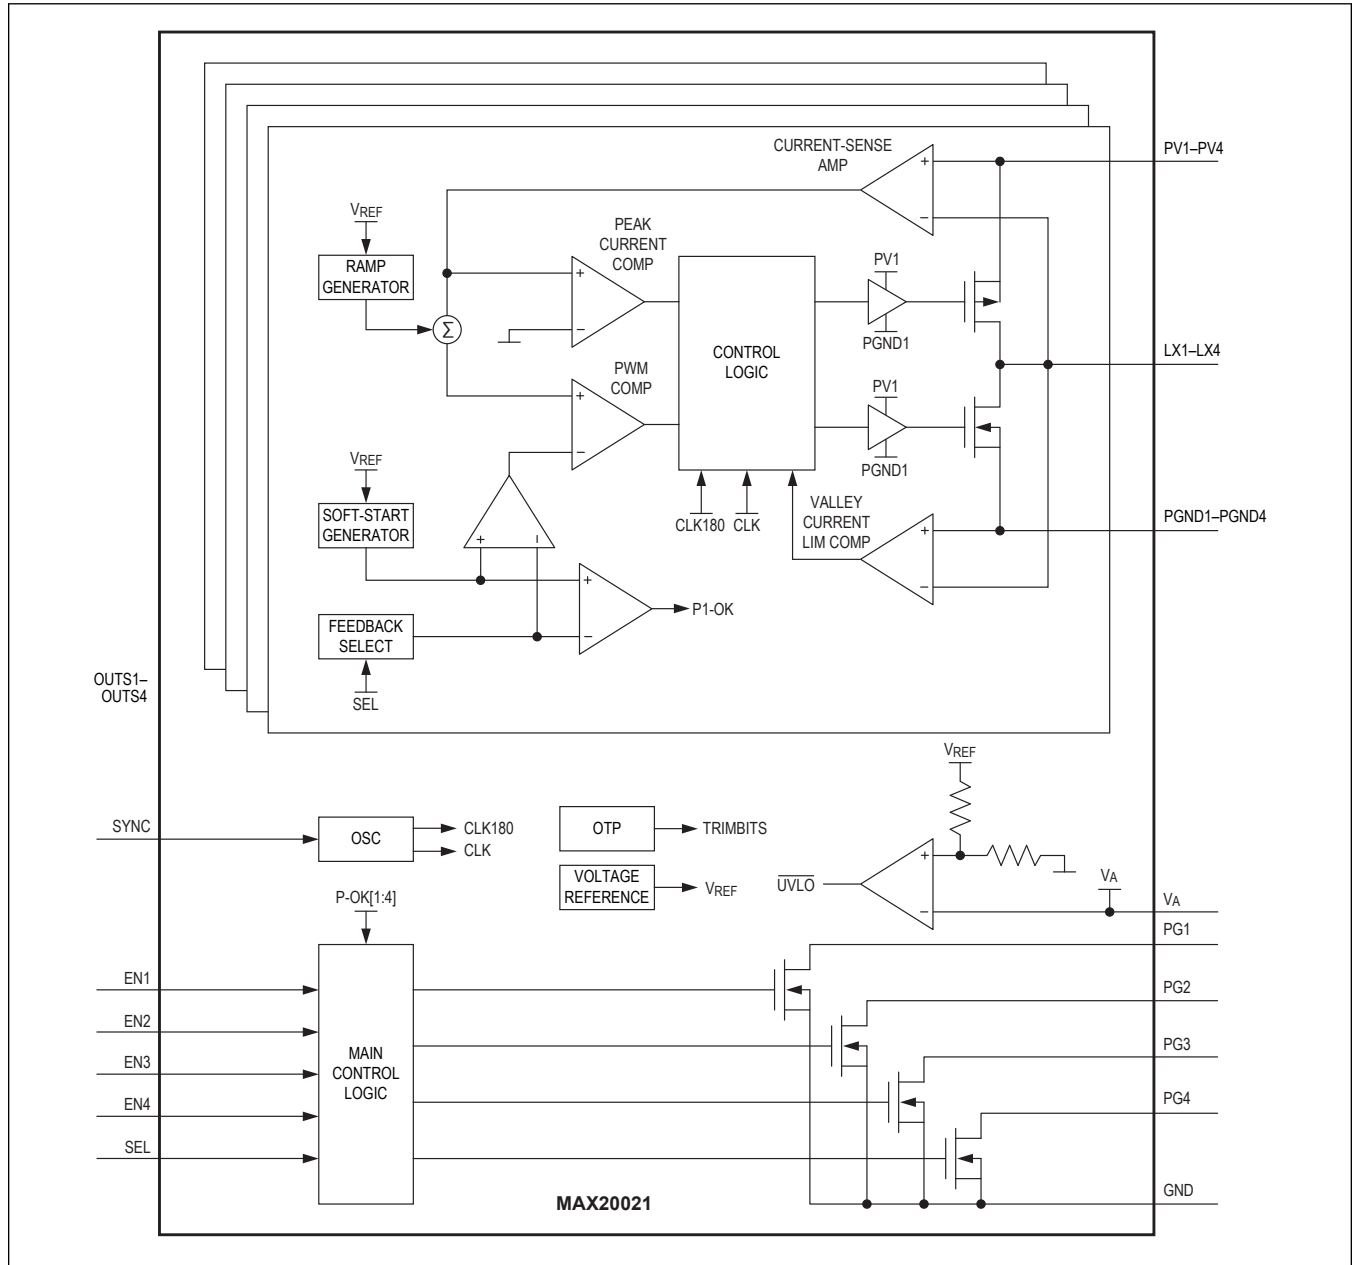 CURRENT-SENSE
AMP
PV1–PV4
VREF
PEAK
CURRENT
COMP
RAMP
GENERATOR
+
−
+
−
Σ
PV1
PGND1
CONTROL
LOGIC
LX1–LX4
PWM
COMP
+
−
PV1
PGND1
VREF
SOFT-START
GENERATOR
CLK180
CLK
VALLEY
CURRENT
LIM COMP
+
−
PGND1–PGND4
+
−
+
−
P1-OK
FEEDBACK
SELECT
SEL
OUTS1–
OUTS4
VREF
SYNC
OSC
CLK180
CLK
OTP
TRIMBITS
VOLTAGE
REFERENCE
VREF
UVLO
+
−
VA
VA
P-OK[1:4]
PG1
EN1
EN2
EN3
EN4
SEL
MAIN
CONTROL
LOGIC
PG2
PG3
PG4
GND
MAX20021